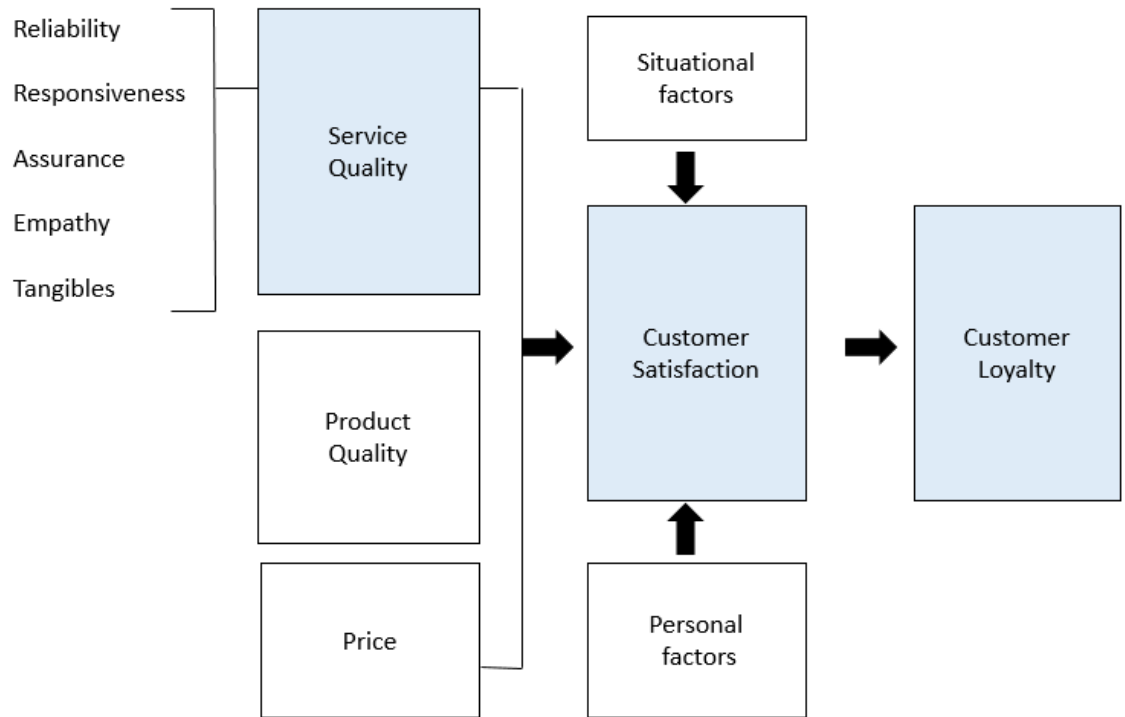 Reliability
Responsiveness
Assurance
Empathy
Tangibles
Service
Quality
Product
Quality
Price
Situational
factors
Customer
Satisfaction
Personal
factors
Customer
Loyalty